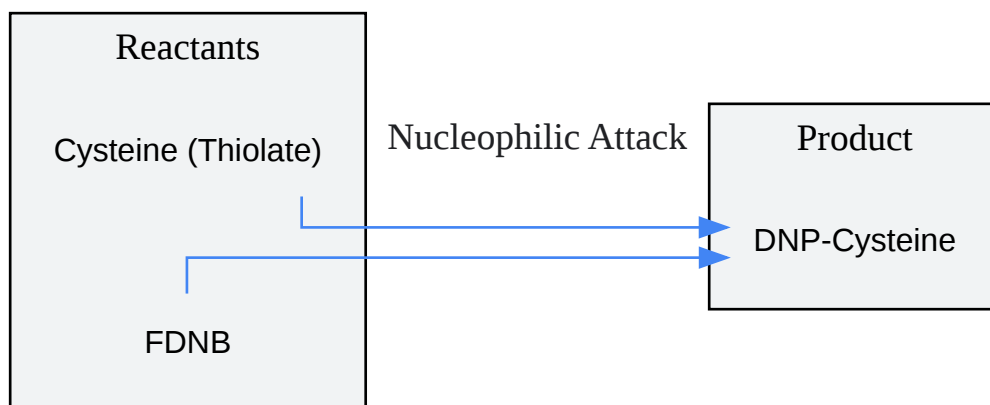 Reactants
Cysteine (Thiolate)
FDNB
Nucleophilic Attack
Product
DNP-Cysteine